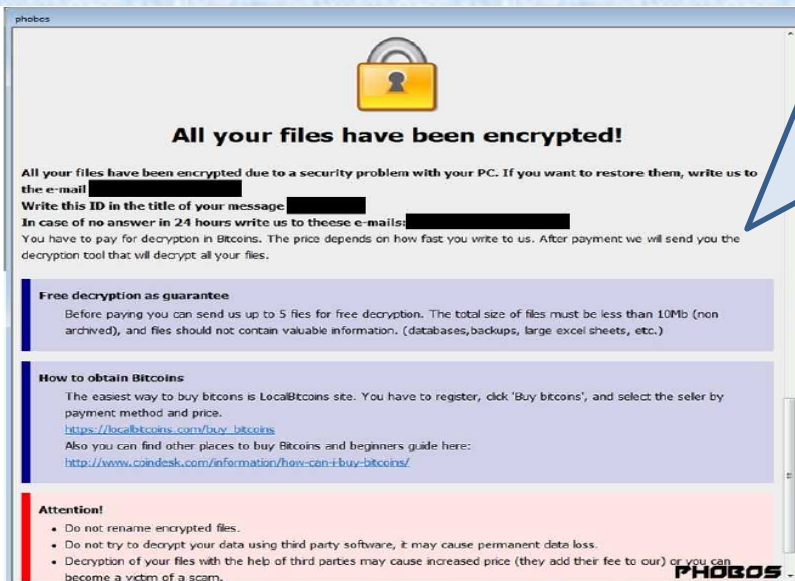 phobos
All your files have been encrypted!
All your files have been encrypted due to a security problem with your PC. If you want to restore them, write us to
the e-mail
Write this ID in the title of your message
In case of no answer in 24 hours write us to theese e-mails:
You have to pay for decryption in Bitcoins. The price depends on how fast you write to us. After payment we will send you the
decryption tool that will decrypt all your files.
Free decryption as guarantee
Before paying you can send us up to 5 files for free decryption. The total size of files must be less than 10Mb (non
archived), and files should not contain valuable information. (databases,backups, large excel sheets, etc.)
How to obtain Bitcoins
The easiest way to buy bitcoins is LocalBitcoins site. You have to register, click 'Buy bitcoins', and select the seller by
payment method and price.
https://localbitcoins.com/buy_bitcoins
Also you can find other places to buy Bitcoins and beginners guide here:
http://www.coindesk.com/information/how-can-i-buy-bitcoins/
Attention!
• Do not rename encrypted files.
• Do not try to decrypt your data using third party software, it may cause permanent data loss.
• Decryption of your files with the help of third parties may cause increased price (they add their fee to our) or you can
become a victim of a scam.
PHOBOS